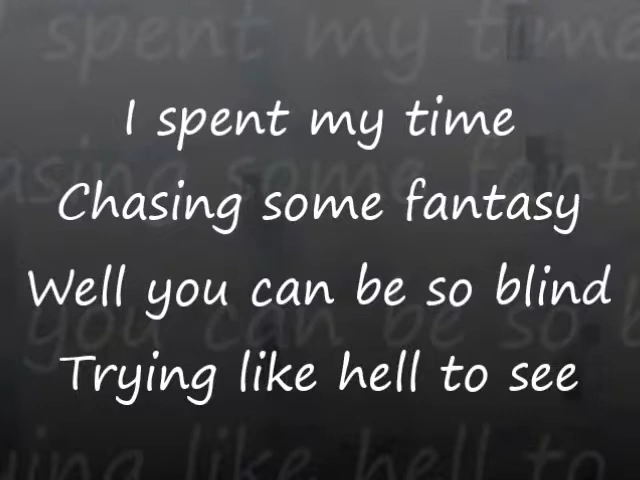 I spent my time
Chasing some fantasy
Well you can be so blind
Trying like hell to see